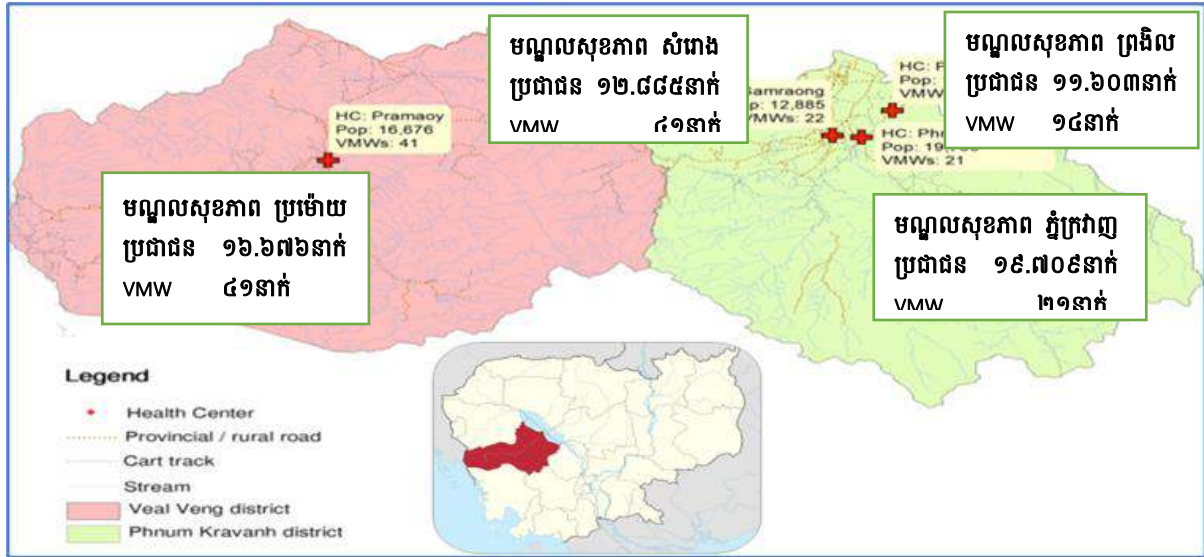 មណ្ឌលសុខភាព សំរោង
ប្រជាជន ១២.៨៨៥នាក់
VMW ៤១នាក់
មណ្ឌលសុខភាព ព្រងិល
ប្រជាជន ១១.៦០៣នាក់
VMW ១៤នាក់
HC: Pramaoy
Pop: 16,676
VMWs: 41
amraong
p: 12,885
VMWs: 22
HC:
Pop:
VMW
HC: Phn
Pop: 19,
VMWs: 21
មណ្ឌលសុខភាព ប្រម៉ោយ
ប្រជាជន ១៦.៦៧៦នាក់
VMW ៤១នាក់
មណ្ឌលសុខភាព ភ្នំក្រវាញ
ប្រជាជន ១៩.៧០៩នាក់
VMW ២១នាក់
Legend
Health Center
Provincial / rural road
Cart track
Stream
Veal Veng district
Phnum Kravanh district